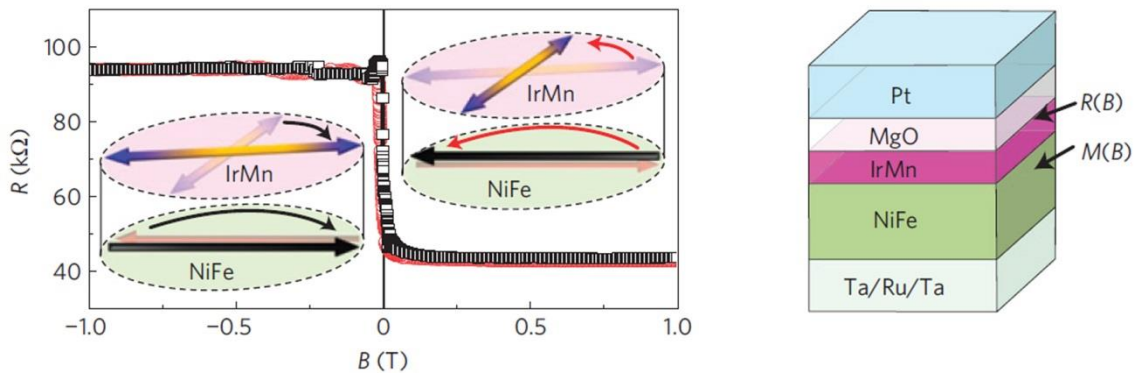 R (kΩ)
100
80
60
40
IrMn
NiFe
IrMn
NiFe
−1.0
−0.5
0
0.5
1.0
B (T)
Pt
MgO
IrMn
NiFe
Ta/Ru/Ta
R(B)
M(B)